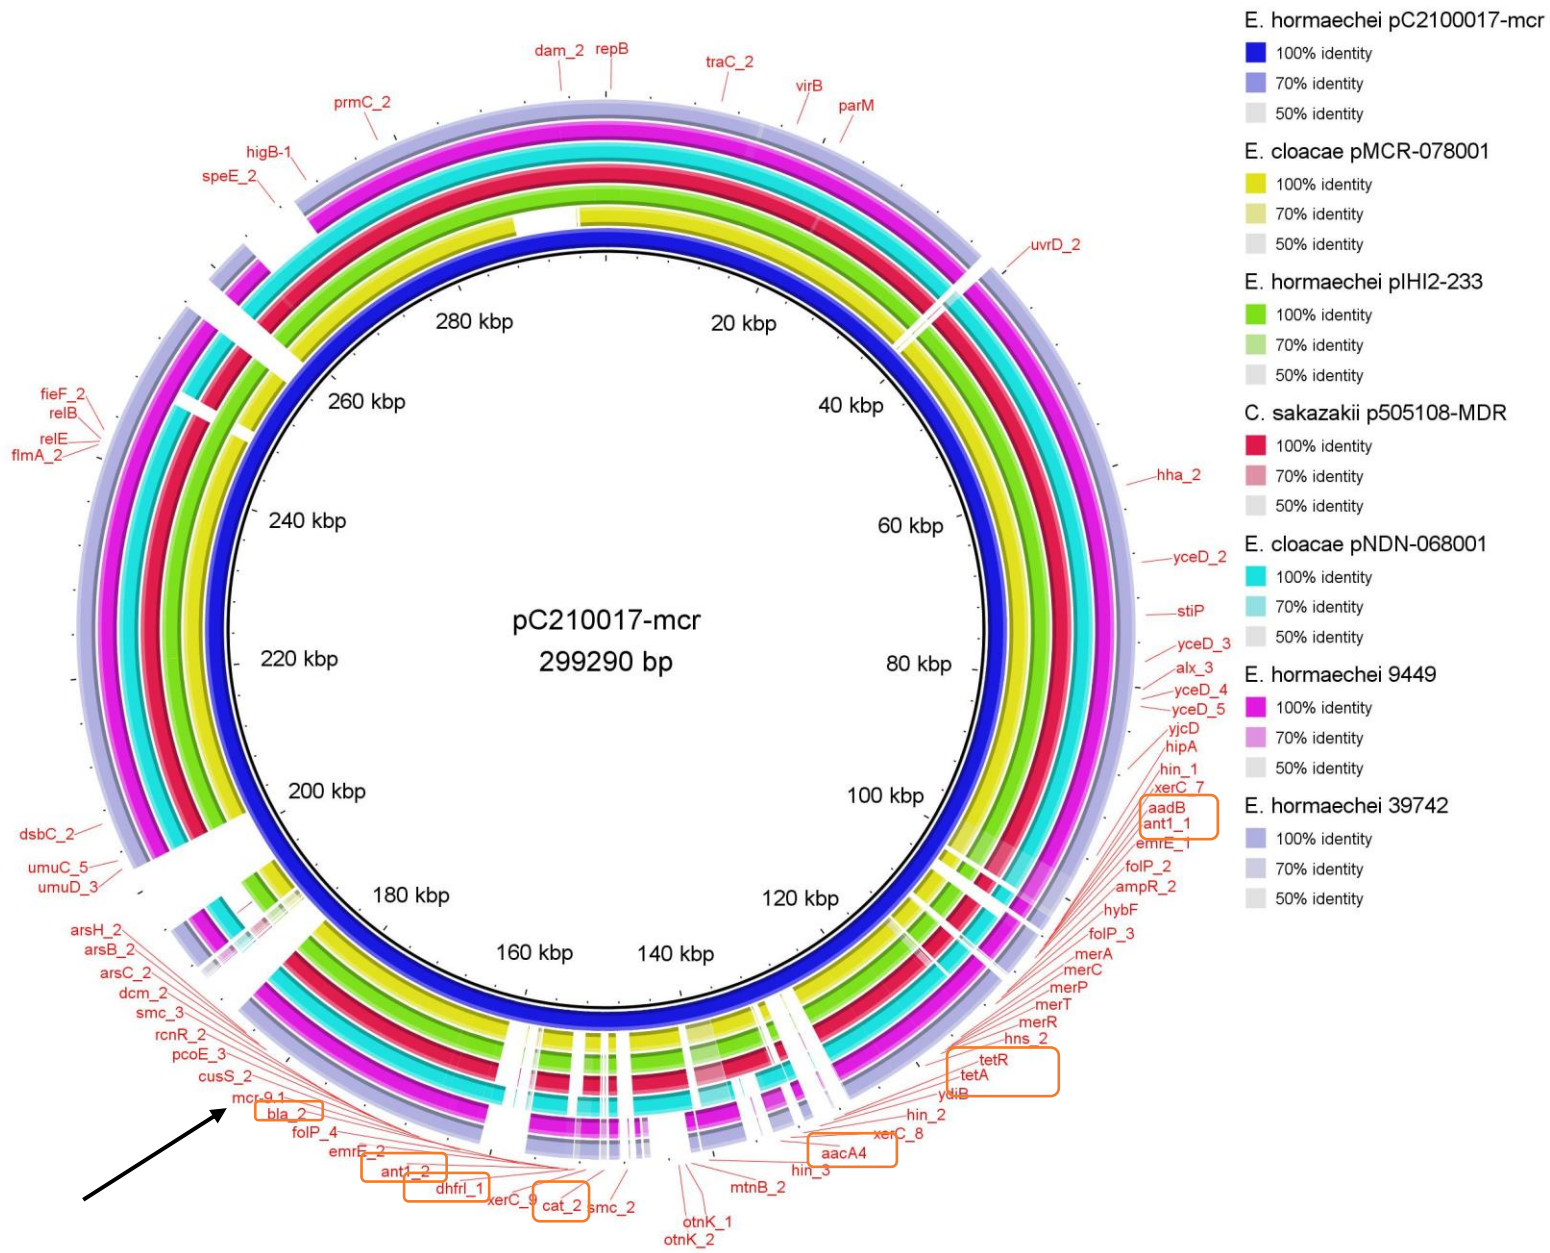 E. hormaechei pC2100017-mcr
100% identity
70% identity
50% identity
E. cloacae pMCR-078001
100% identity
70% identity
50% identity
E. hormaechei pIHI2-233
100% identity
70% identity
50% identity
C. sakazakii p505108-MDR
100% identity
70% identity
50% identity
E. cloacae pNDN-068001
100% identity
70% identity
50% identity
E. hormaechei 9449
100% identity
70% identity
50% identity
E. hormaechei 39742
100% identity
70% identity
50% identity
dam_2
repB
traC_2
virB
parM
uvrD_2
hha_2
yceD_2
stiP
yceD_3
alx_3
yceD_4
yceD_5
yjcD
hipA
hin_1
xerC_7
aadB
ant1_1
emrE_1
folP_2
ampR_2
hybF
folP_3
merA
merC
merP
merT
merR
hns_2
tetR
tetA
ydiB
hin_2
xerC_8
aacA4
hin_3
mtnB_2
otnK_1
otnK_2
smc_2
cat_2
xerC_9
dhfrI_1
ant1_2
emrE_2
folP_4
bla_2
mcr-9.1
cusS_2
pcoE_3
rcnR_2
smc_3
dcm_2
arsC_2
arsB_2
arsH_2
umuD_3
umuC_5
dsbC_2
flmA_2
relE
relB
fieF_2
speE_2
higB-1
prmC_2
20 kbp
40 kbp
60 kbp
80 kbp
100 kbp
120 kbp
140 kbp
160 kbp
180 kbp
200 kbp
220 kbp
240 kbp
260 kbp
280 kbp
pC210017-mcr
299290 bp